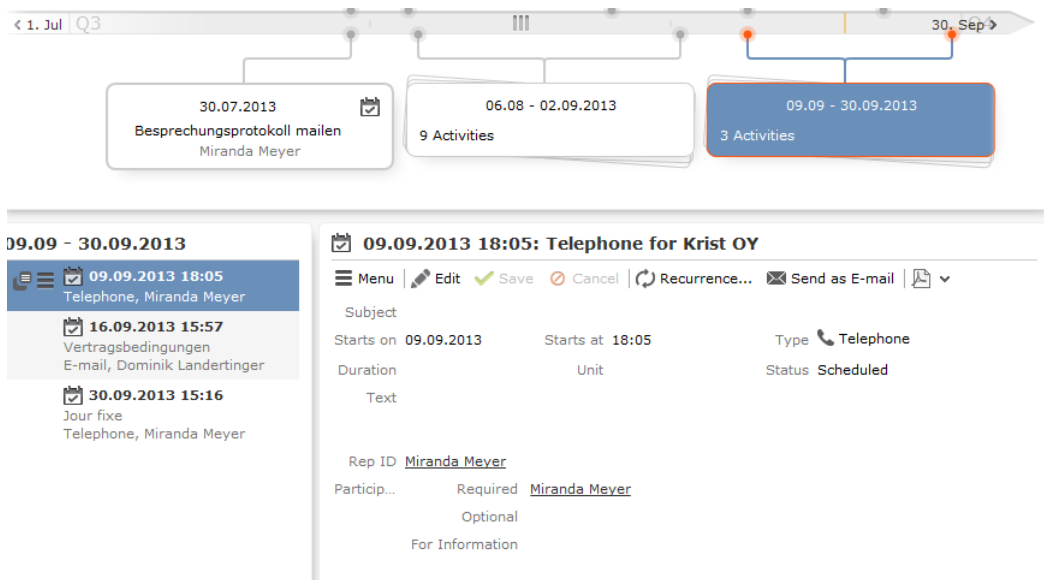 1. Jul Q3 III 30. Sep Q4
30.07.2013
Besprechungsprotokoll mailen
Miranda Meyer
06.08 - 02.09.2013
9 Activities
09.09 - 30.09.2013
3 Activities
09.09 - 30.09.2013
09.09.2013 18:05
Telephone, Miranda Meyer
16.09.2013 15:57
Vertragsbedingungen
E-mail, Dominik Landertinger
30.09.2013 15:16
Jour fixe
Telephone, Miranda Meyer
09.09.2013 18:05: Telephone for Krist OY
Menu Edit Save Cancel Recurrence... Send as E-mail
Subject
Starts on 09.09.2013 Starts at 18:05 Type Telephone
Duration Unit Status Scheduled
Text
Rep ID Miranda Meyer
Particip... Required Miranda Meyer
Optional
For Information